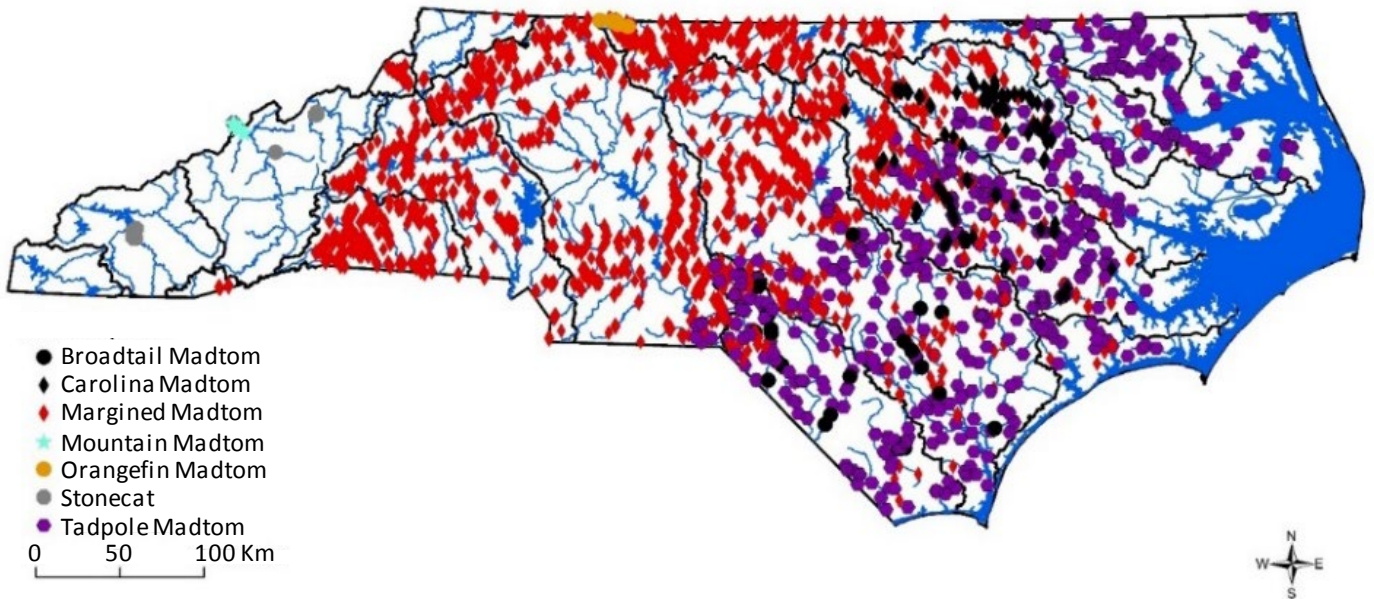 Broadtail Madtom
Carolina Madtom
Margined Madtom
Mountain Madtom
Orangefin Madtom
Stonecat
Tadpole Madtom
0 50 100 Km
N
W E
S